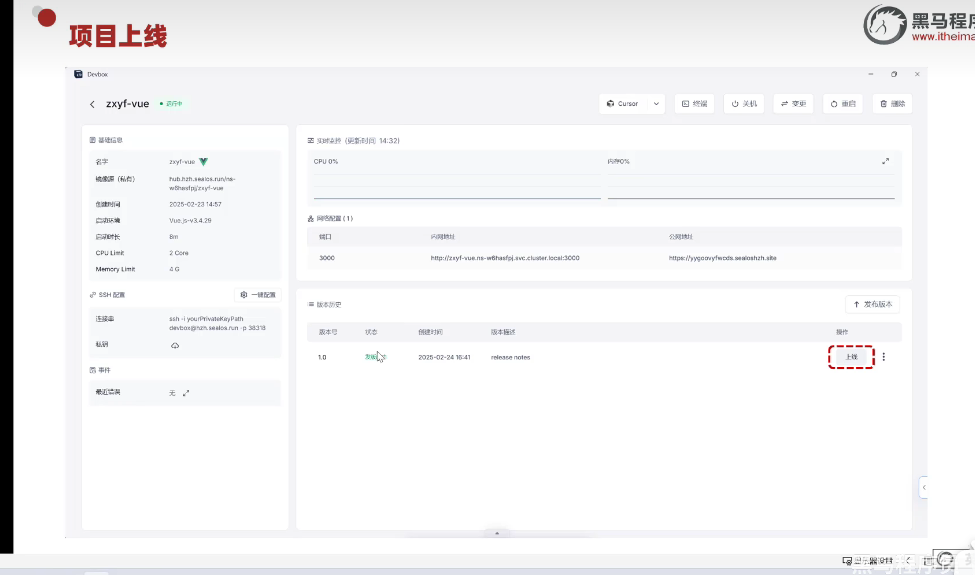 项目上线
黑马程序
www.itheima
Devbox
zxyf-vue 运行中
Cursor 终端 关机 变更 重启 删除
基础信息
名字 zxyf-vue
镜像源（私有） hub.hzh.sealos.run/ns-
w6hasfpj/zxyf-vue
创建时间 2025-02-23 14:57
启动环境 Vue.js-v3.4.29
启动时长 8m
CPU Limit 2 Core
Memory Limit 4 G
SSH 配置 一键配置
连接串 ssh -i yourPrivateKeyPath
devbox@hzh.sealos.run -p 38318
私钥
事件
最近错误 无
实时监控（更新时间 14:32）
CPU 0% 内存0%
网络配置 ( 1 )
端口 内网地址 公网地址
3000 http://zxyf-vue.ns-w6hasfpj.svc.cluster.local:3000 https://yygoovyfwcds.sealoshzh.site
版本历史 发布版本
版本号 状态 创建时间 版本描述 操作
1.0 2025-02-24 16:41 release notes 上线